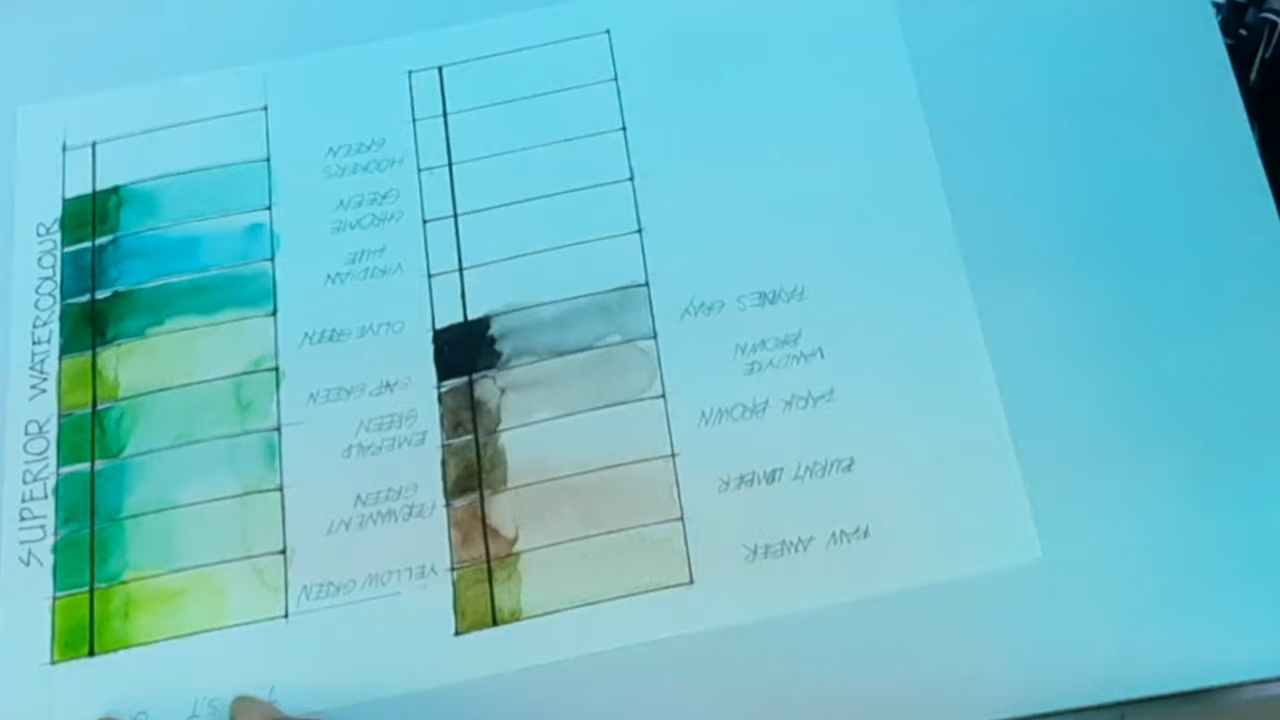 SUPERIOR WATERCOLOUR
YELLOW GREEN
PERMANENT
GREEN
EMERALD
GREEN
SAP GREEN
OLIVE GREEN
VIRIDIAN
HUE
CHROME
GREEN
HOOKERS
GREEN
RAW AMBER
BURNT UMBER
DARK BROWN
VANDYKE
BROWN
PAYNES GRAY